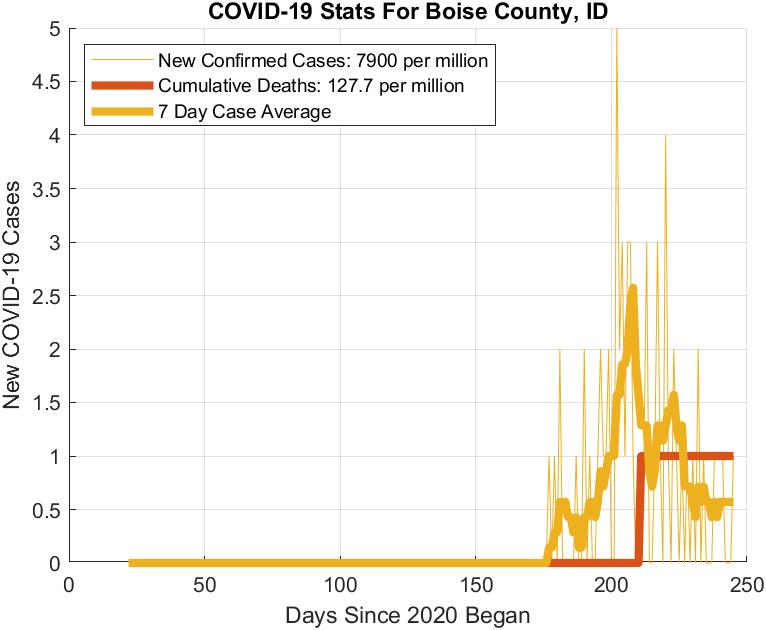 COVID-19 Stats For Boise County, ID
New Confirmed Cases: 7900 per million
Cumulative Deaths: 127.7 per million
7 Day Case Average
New COVID-19 Cases
5
4.5
4
3.5
3
2.5
2
1.5
1
0.5
0
0 50 100 150 200 250
Days Since 2020 Began